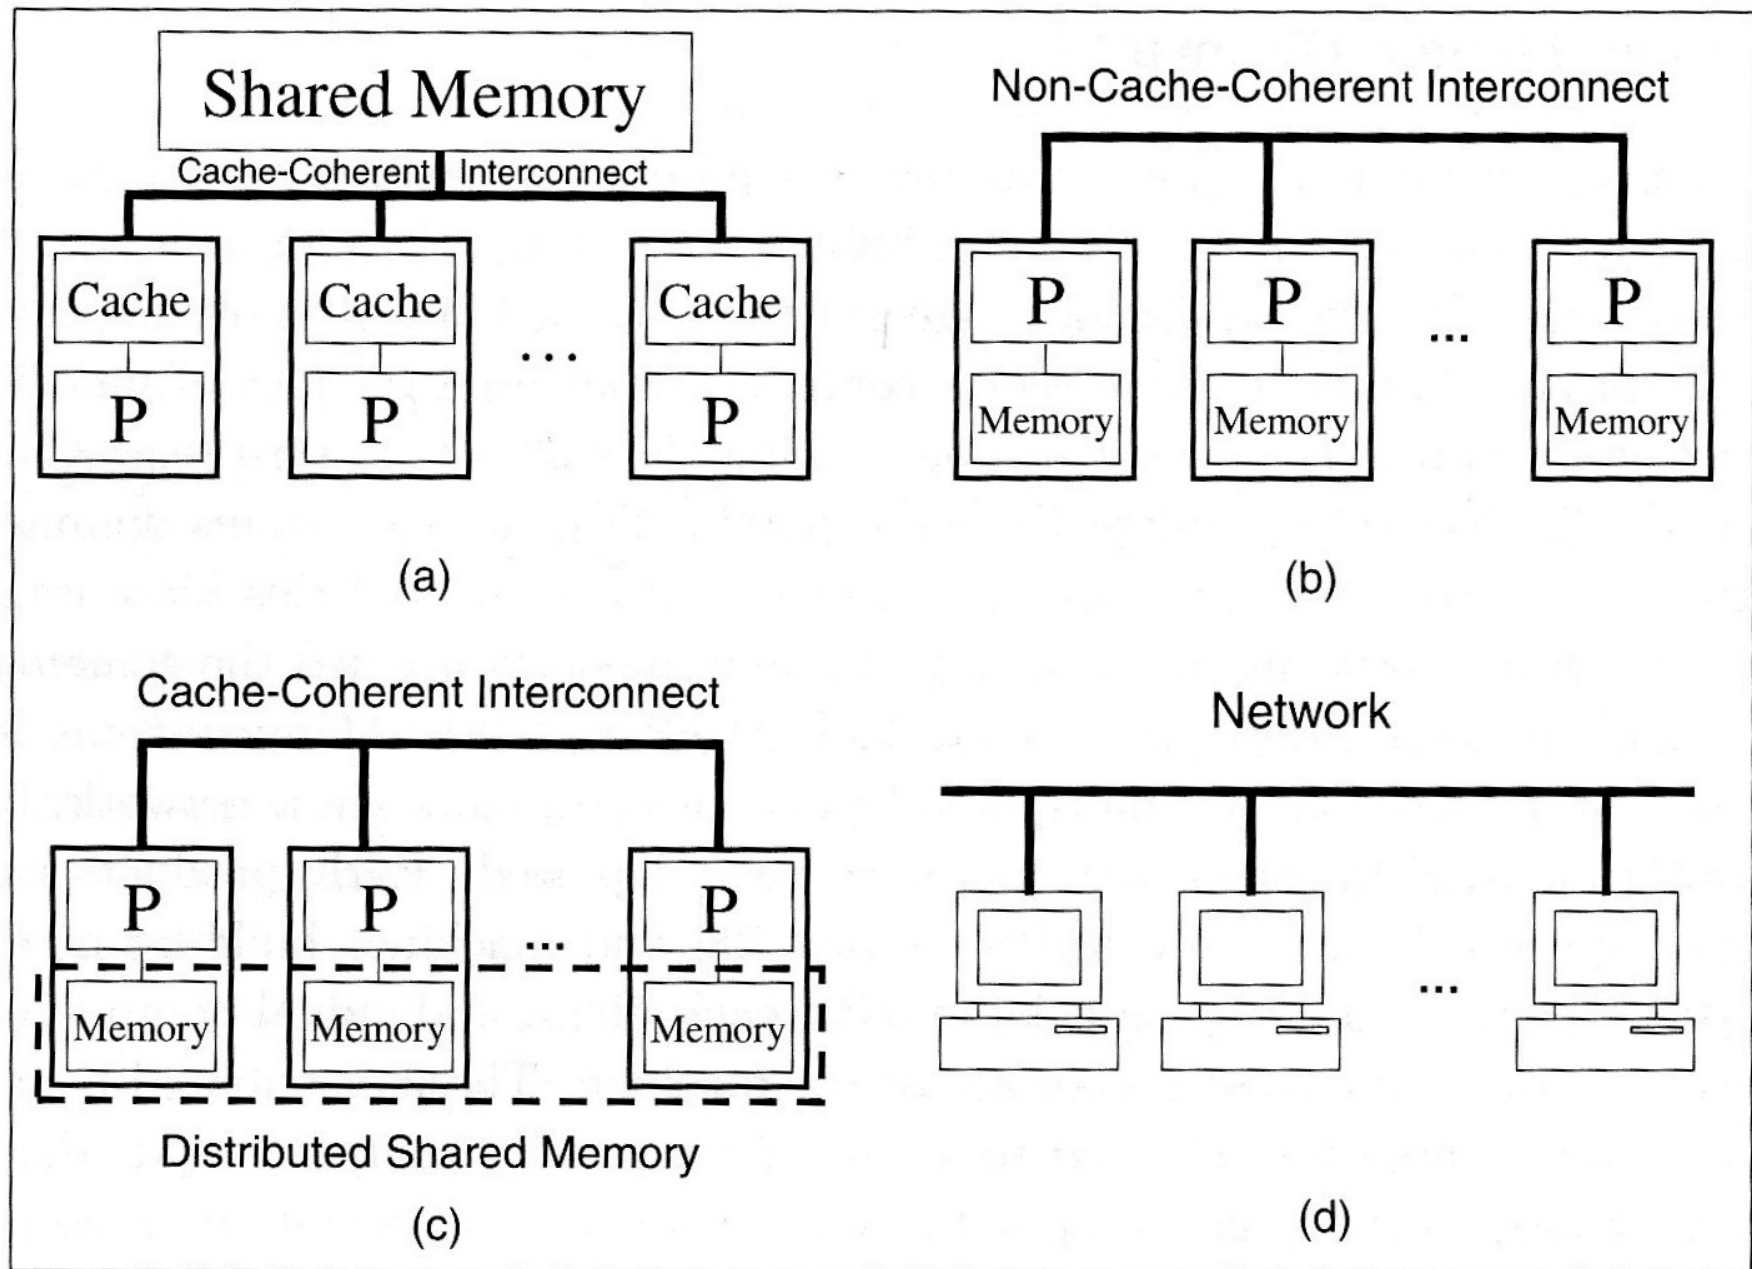 Shared Memory
Cache-Coherent Interconnect
Cache Cache ... Cache
P P P
(a)
Non-Cache-Coherent Interconnect
P P ... P
Memory Memory Memory
(b)
Cache-Coherent Interconnect
P P ... P
Memory Memory Memory
Distributed Shared Memory
(c)
Network
...
(d)